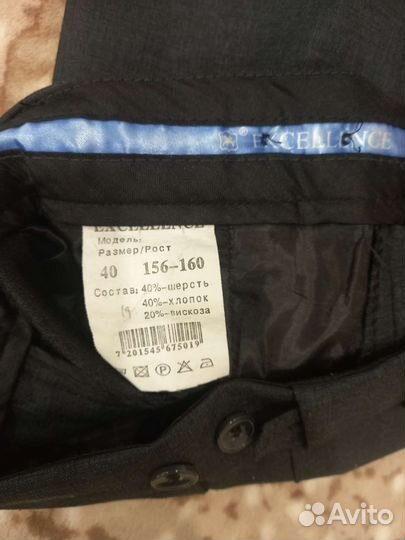 EXCELLENCE
EXCELLENCE
Модель:
Размер/Рост
40 156-160
Состав: 40%-шерсть
40%-хлопок
20%-вискоза
7 201545 675019
Avito